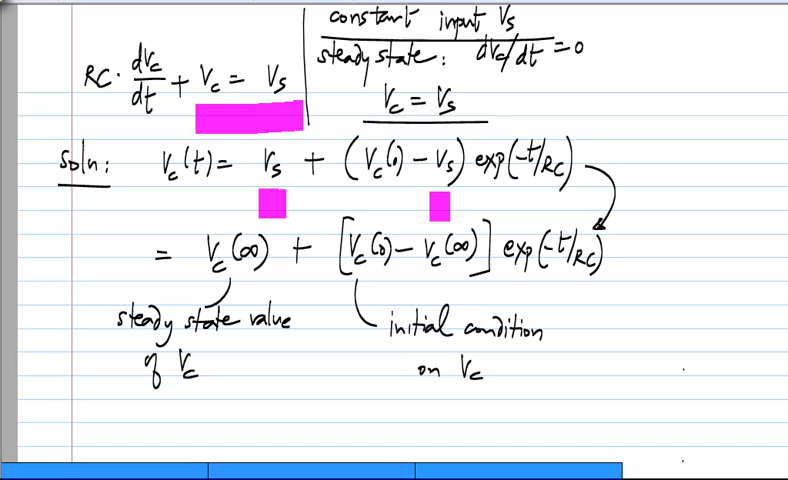 constant input Vs
steady state: dVc/dt = 0
RC · dVc/dt + Vc = Vs
Vc = Vs
Soln: Vc(t) = Vs + (Vc(0) − Vs) exp(−t/RC)
= Vc(∞) + [Vc(0) − Vc(∞)] exp(−t/RC)
steady state value
of Vc
initial condition
on Vc